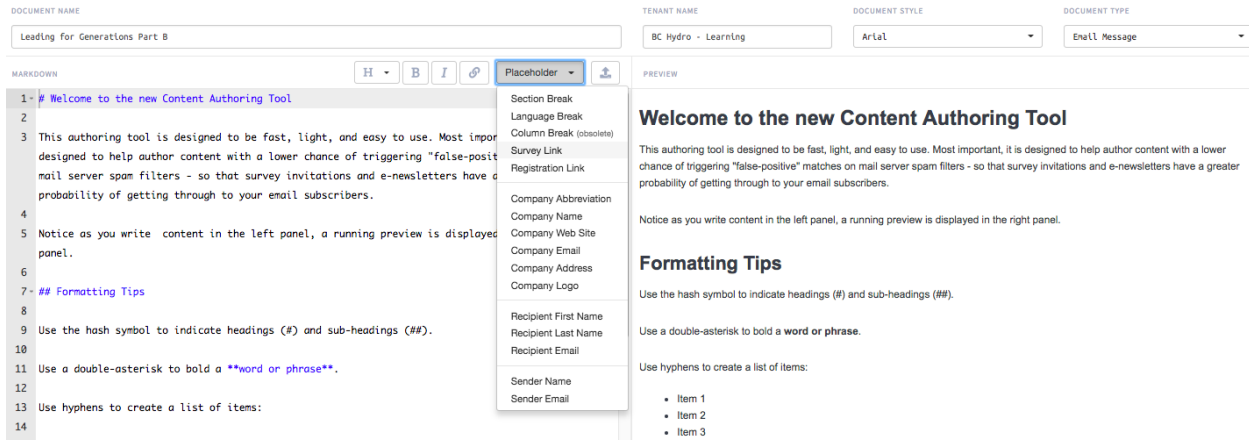 DOCUMENT NAME
TENANT NAME
DOCUMENT STYLE
DOCUMENT TYPE
Leading for Generations Part B
BC Hydro - Learning
Arial
Email Message
MARKDOWN
H
B
I
Placeholder
PREVIEW
1 # Welcome to the new Content Authoring Tool
2
3 This authoring tool is designed to be fast, light, and easy to use. Most
designed to help author content with a lower chance of triggering
mail server spam filters - so that survey invitations and e-newsletters have
probability of getting through to your email subscribers.
4
5 Notice as you write content in the left panel, a running preview is displayed
panel.
6
7 ## Formatting Tips
8
9 Use the hash symbol to indicate headings (#) and sub-headings (##).
10
11 Use a double-asterisk to bold a **word or phrase**.
12
13 Use hyphens to create a list of items:
14
Section Break
Language Break
Column Break (obsolete)
Survey Link
Registration Link
Company Abbreviation
Company Name
Company Web Site
Company Email
Company Address
Company Logo
Recipient First Name
Recipient Last Name
Recipient Email
Sender Name
Sender Email
Welcome to the new Content Authoring Tool
This authoring tool is designed to be fast, light, and easy to use. Most important, it is designed to help author content with a lower
chance of triggering "false-positive" matches on mail server spam filters - so that survey invitations and e-newsletters have a greater
probability of getting through to your email subscribers.
Notice as you write content in the left panel, a running preview is displayed in the right panel.
Formatting Tips
Use the hash symbol to indicate headings (#) and sub-headings (##).
Use a double-asterisk to bold a word or phrase.
Use hyphens to create a list of items:
• Item 1
• Item 2
• Item 3